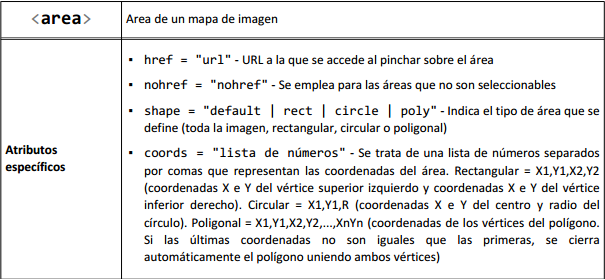 <area> Area de un mapa de imagen
▪ href = "url" - URL a la que se accede al pinchar sobre el área
▪ nohref = "nohref" - Se emplea para las áreas que no son seleccionables
▪ shape = "default | rect | circle | poly" - Indica el tipo de área que se
define (toda la imagen, rectangular, circular o poligonal)
Atributos
específicos
▪ coords = "lista de números" - Se trata de una lista de números separados
por comas que representan las coordenadas del área. Rectangular = X1,Y1,X2,Y2
(coordenadas X e Y del vértice superior izquierdo y coordenadas X e Y del vértice
inferior derecho). Circular = X1,Y1,R (coordenadas X e Y del centro y radio del
círculo). Poligonal = X1,Y1,X2,Y2,...,XnYn (coordenadas de los vértices del polígono.
Si las últimas coordenadas no son iguales que las primeras, se cierra
automáticamente el polígono uniendo ambos vértices)